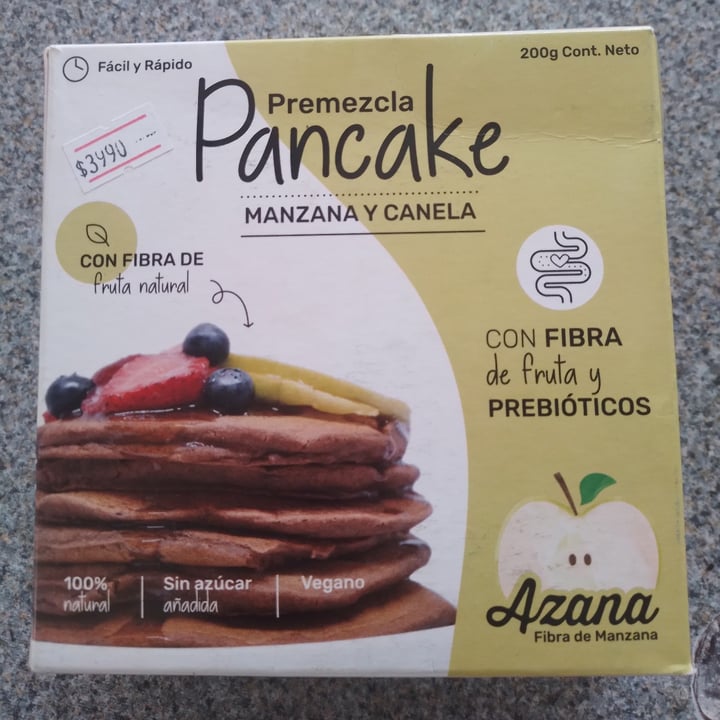 Fácil y Rápido
200g Cont. Neto
Premezcla
Pancake
$3990
MANZANA Y CANELA
CON FIBRA DE
fruta natural
CON FIBRA
de fruta y
PREBIÓTICOS
100%
natural
Sin azúcar
añadida
Vegano
Azana
Fibra de Manzana